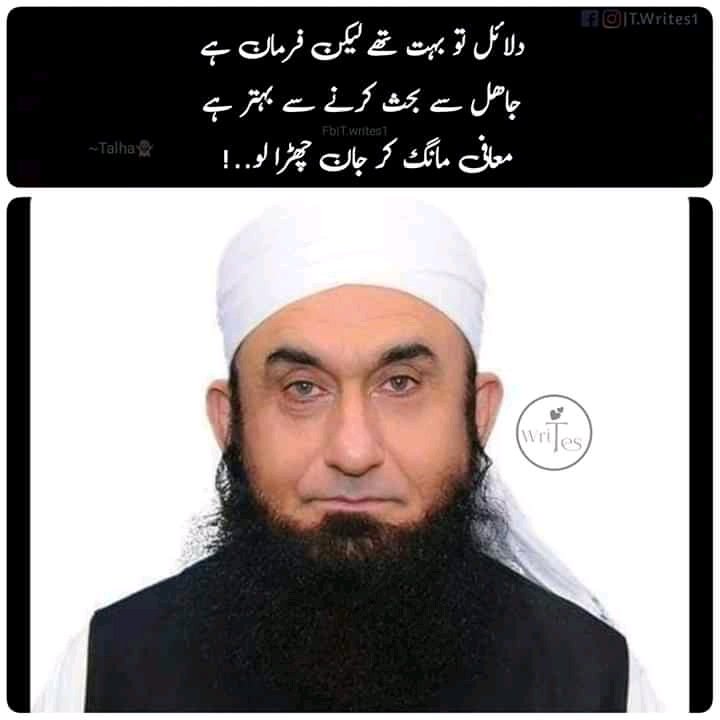 JT.Writes1
دلائل تو بہت تھے لیکن فرمان ہے
جاھل سے بحث کرنے سے بہتر ہے
FbJT.writes1
~Talha
معافی مانگ کر جان چھڑا لو..!
WriTes